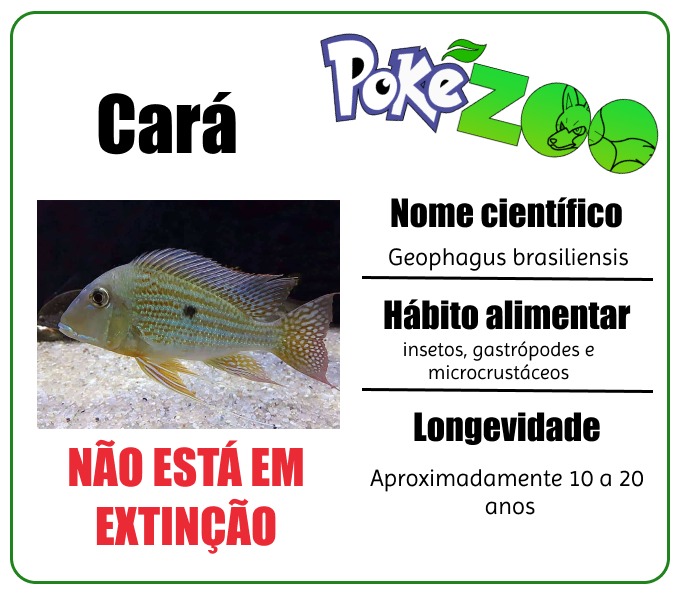 PokéZOO
Cará
Nome científico
Geophagus brasiliensis
Hábito alimentar
insetos, gastrópodes e
microcrustáceos
Longevidade
Aproximadamente 10 a 20
anos
NÃO ESTÁ EM
EXTINÇÃO